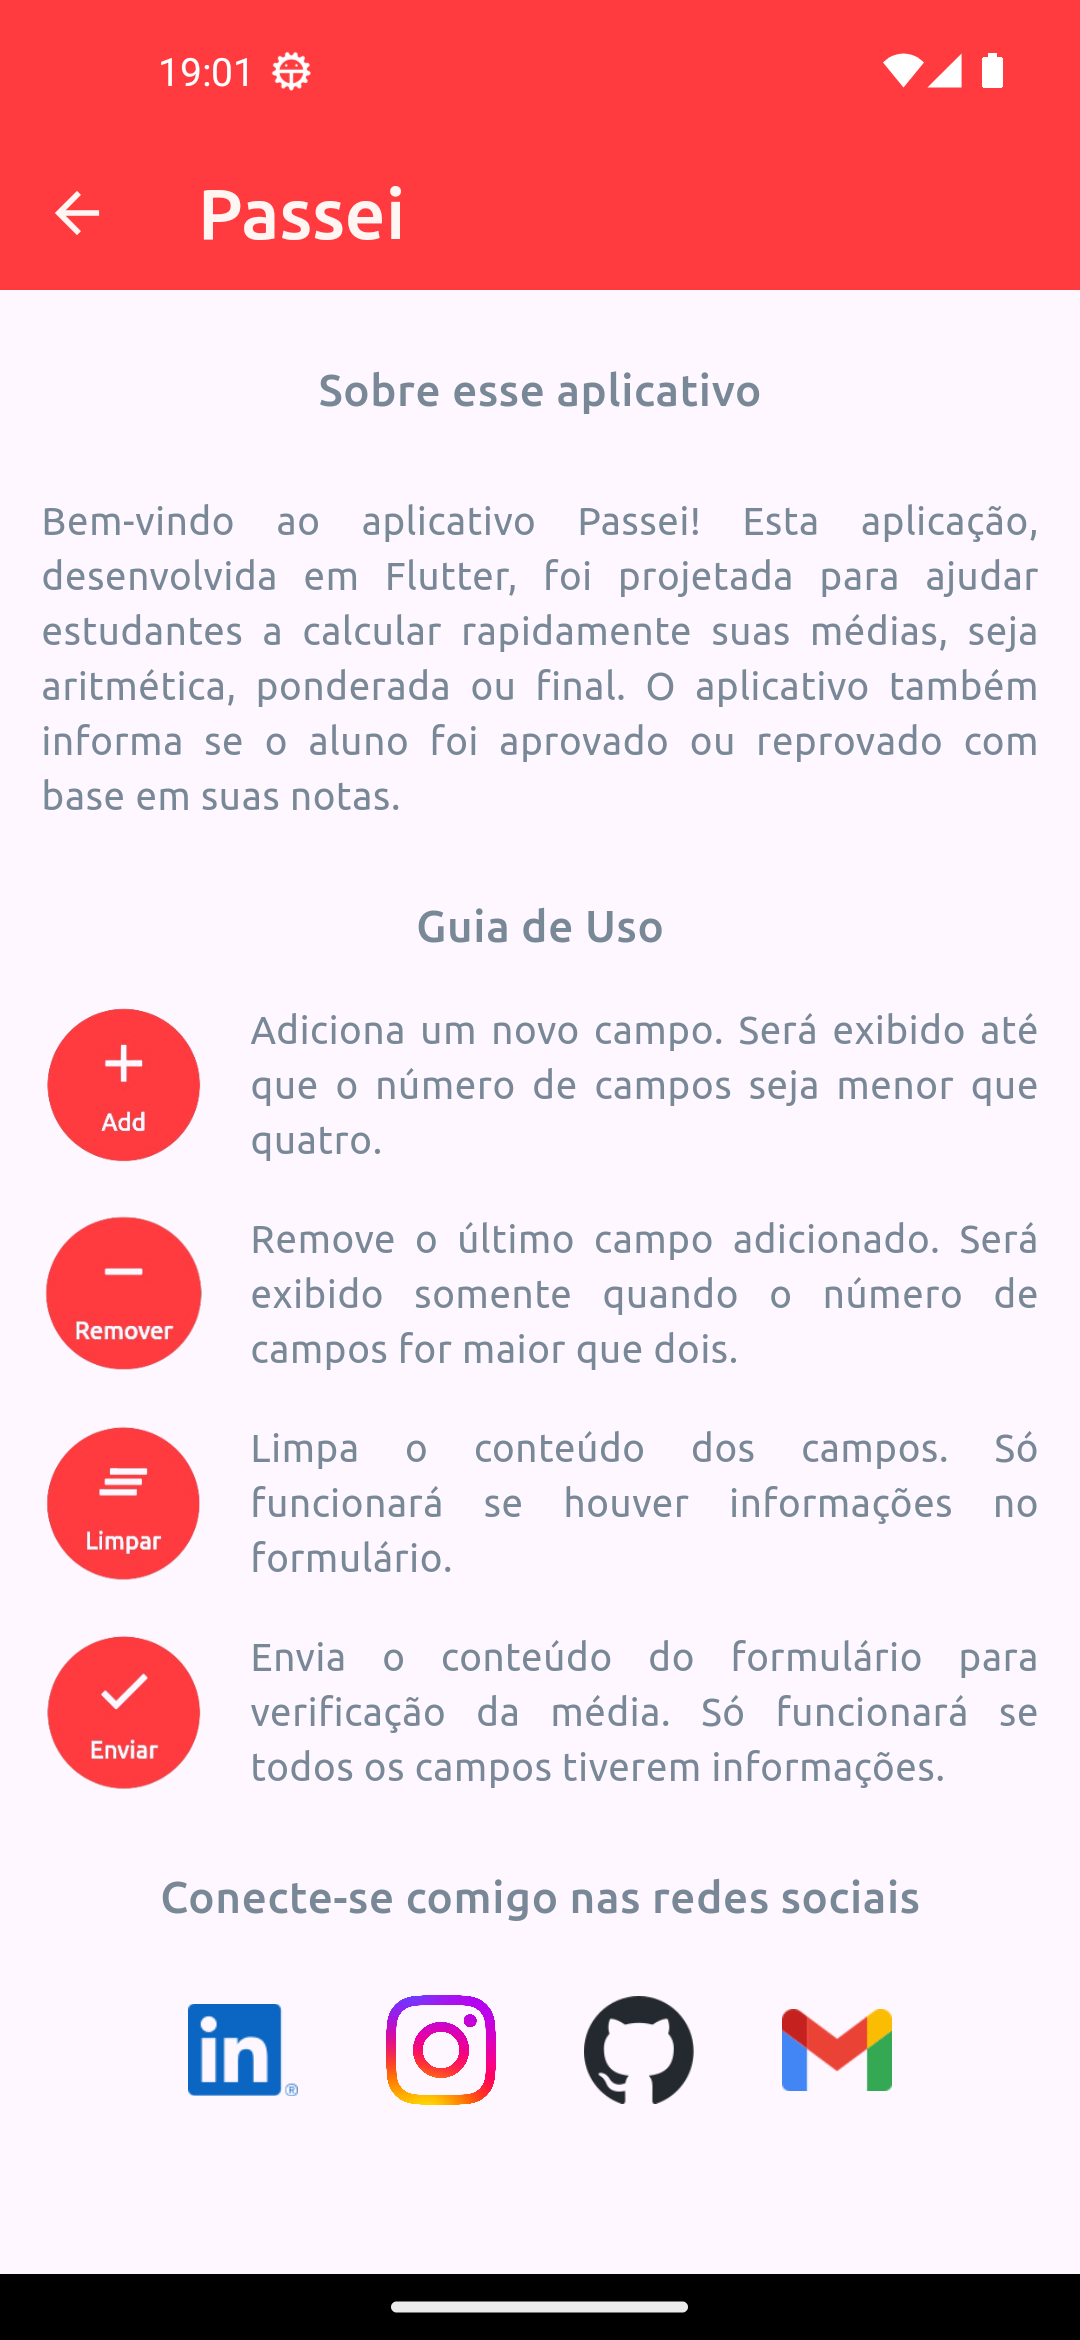 19:01
Passei
Sobre esse aplicativo
Bem-vindo ao aplicativo Passei! Esta aplicação,
desenvolvida em Flutter, foi projetada para ajudar
estudantes a calcular rapidamente suas médias, seja
aritmética, ponderada ou final. O aplicativo também
informa se o aluno foi aprovado ou reprovado com
base em suas notas.
Guia de Uso
Add
Adiciona um novo campo. Será exibido até
que o número de campos seja menor que
quatro.
Remover
Remove o último campo adicionado. Será
exibido somente quando o número de
campos for maior que dois.
Limpar
Limpa o conteúdo dos campos. Só
funcionará se houver informações no
formulário.
Enviar
Envia o conteúdo do formulário para
verificação da média. Só funcionará se
todos os campos tiverem informações.
Conecte-se comigo nas redes sociais
in®